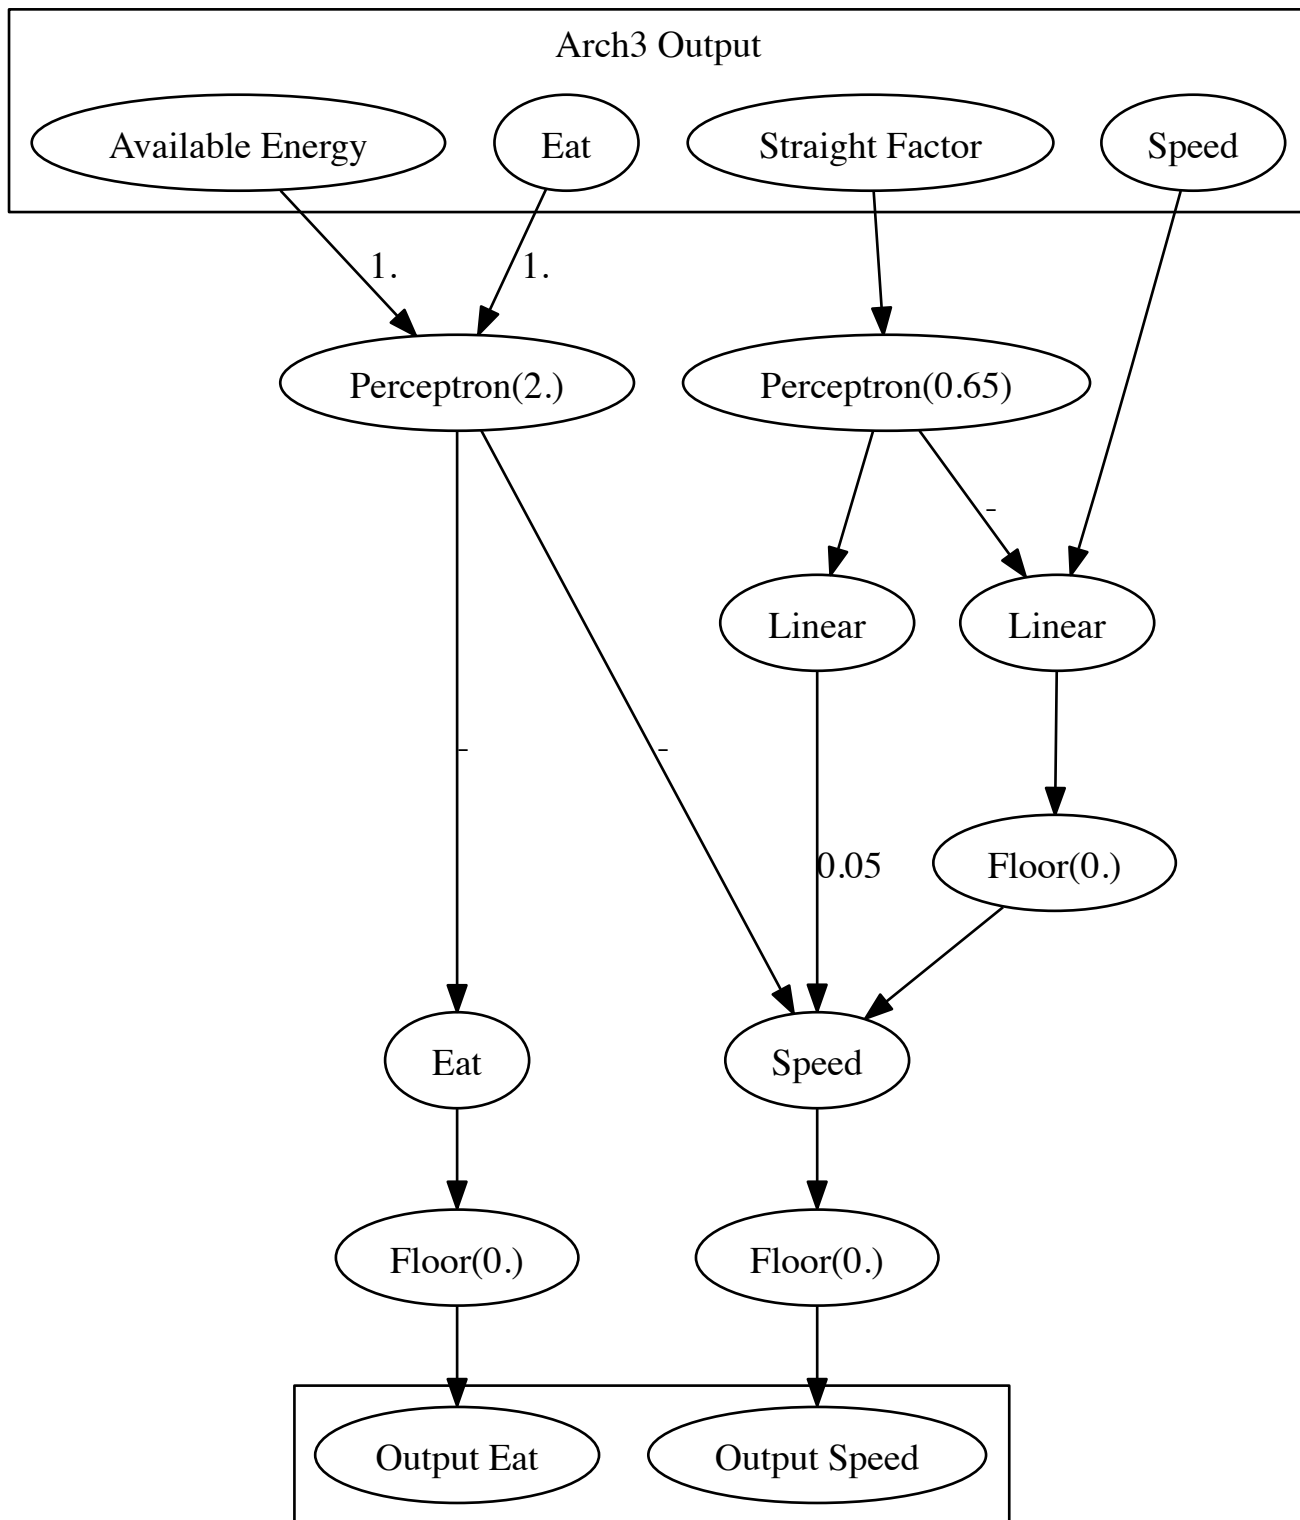 Arch3 Output
Available Energy
Eat
Straight Factor
Speed
1.
1.
Perceptron(2.)
Perceptron(0.65)
-
Linear
Linear
-
-
0.05
Floor(0.)
Eat
Speed
Floor(0.)
Floor(0.)
Output Eat
Output Speed